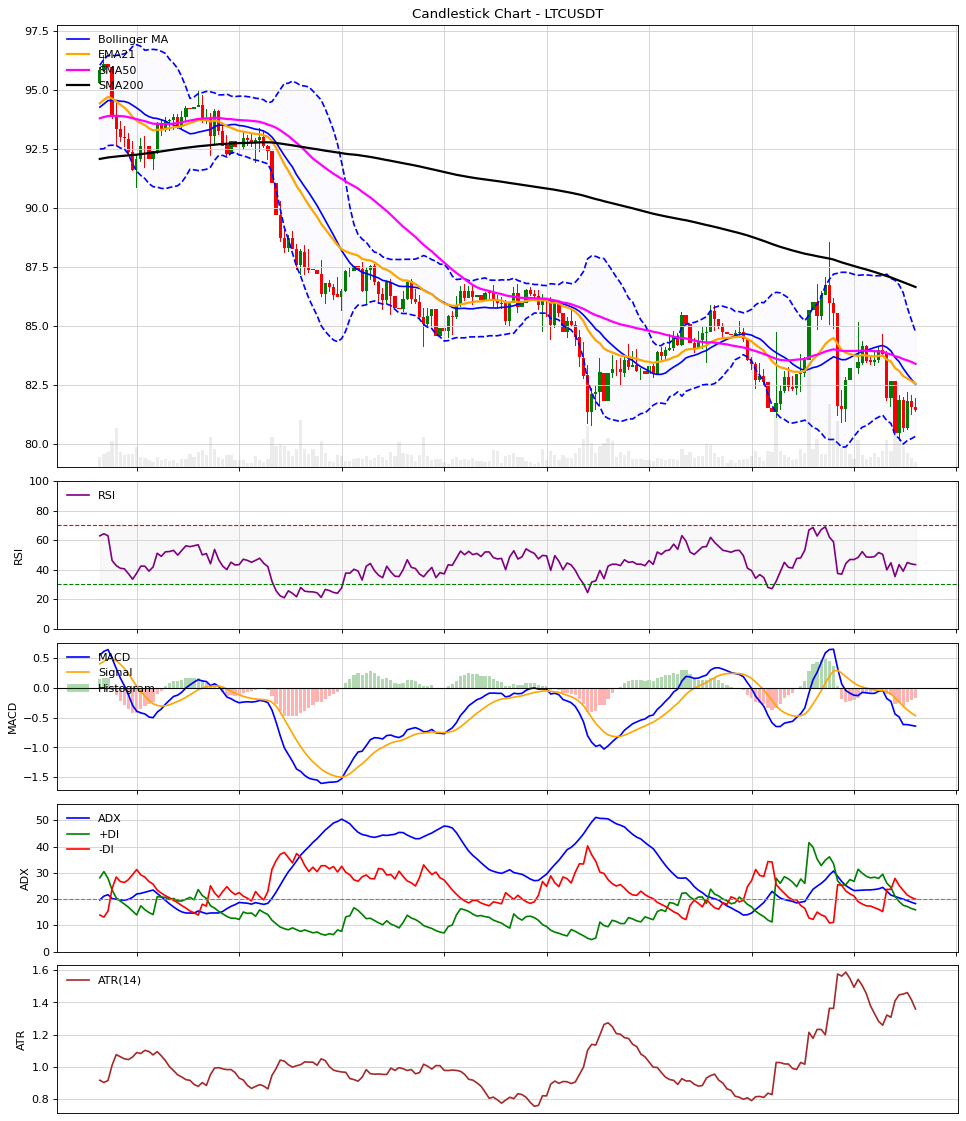 Candlestick Chart - LTCUSDT
97.5
95.0
92.5
90.0
87.5
85.0
82.5
80.0
Bollinger MA
EMA21
SMA50
SMA200
100
80
60
40
20
0
RSI
RSI
0.5
0.0
−0.5
−1.0
−1.5
MACD
MACD
Signal
Histogram
50
40
30
20
10
0
ADX
ADX
+DI
-DI
1.6
1.4
1.2
1.0
0.8
ATR
ATR(14)